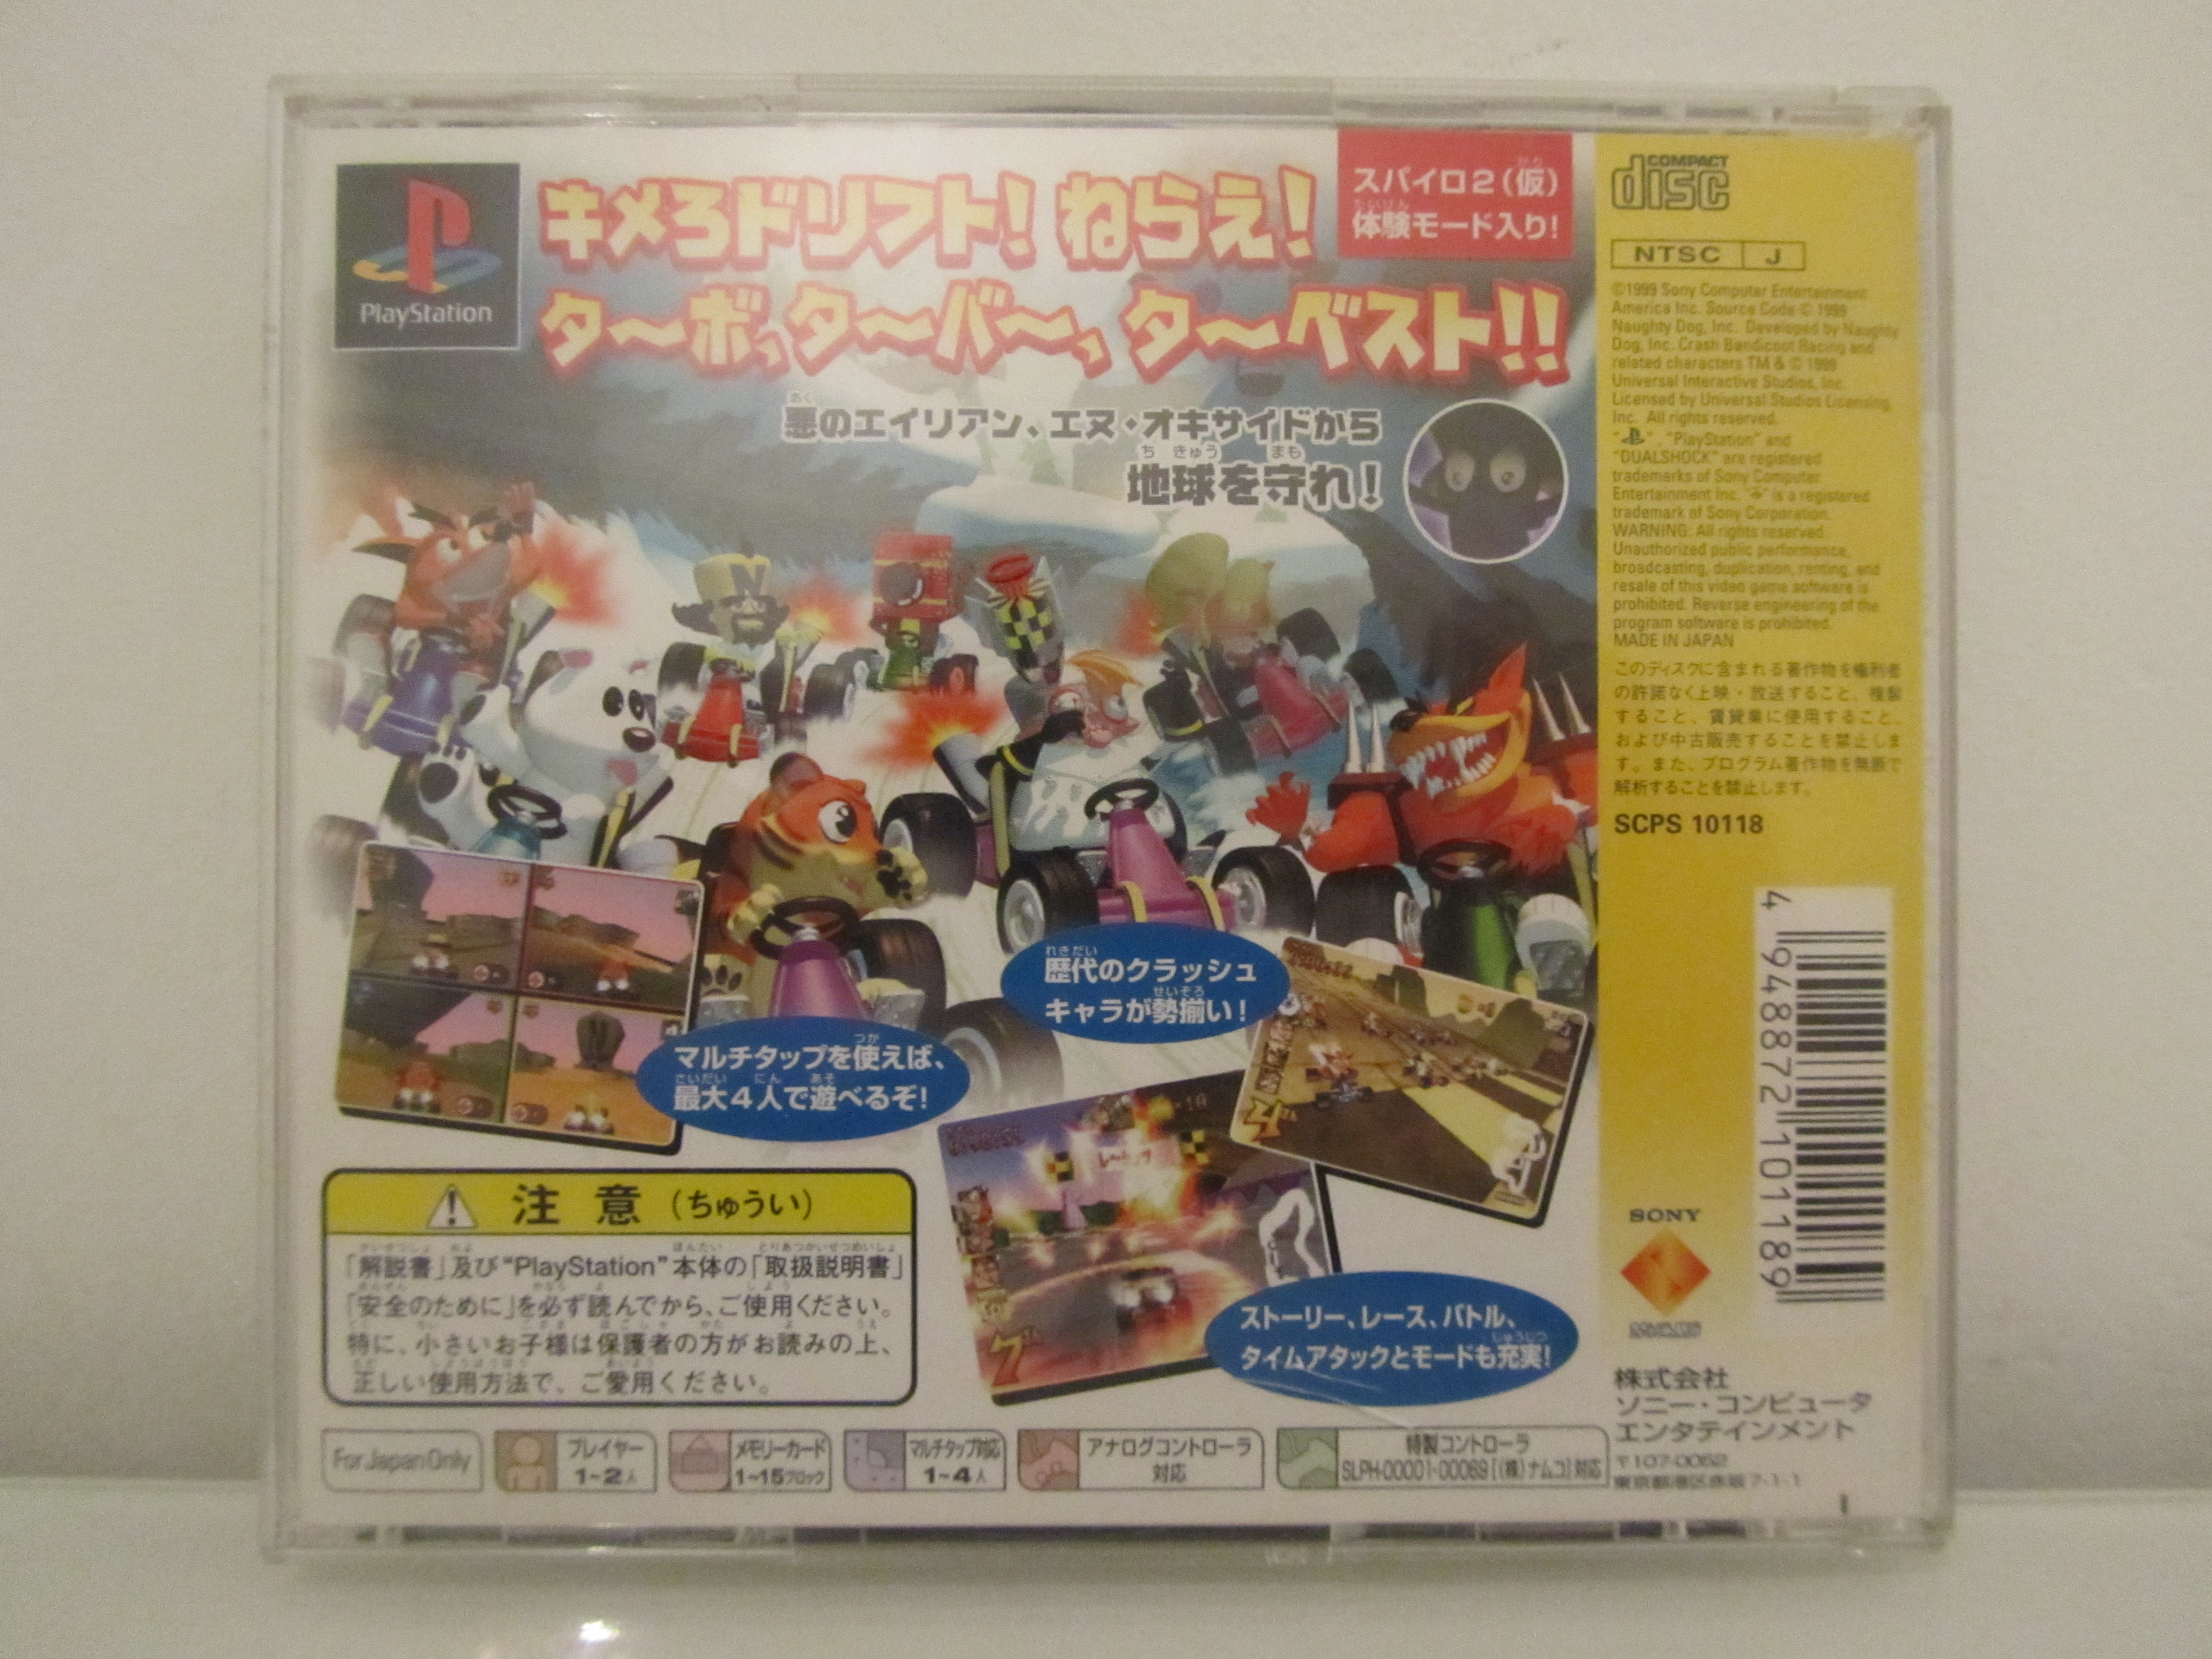 PlayStation
キメろドリフト! ねらえ!
ターボっ、ターバーっ、ターベスト!!
スパイロ2(仮)
体験モード入り!
悪のエイリアン、エヌ・オキサイドから
地球を守れ!
マルチタップを使えば、
最大4人で遊べるぞ!
歴代のクラッシュ
キャラが勢揃い!
ストーリー、レース、バトル、
タイムアタックとモードも充実!
注意(ちゅうい)
「解説書」及び“PlayStation”本体の「取扱説明書」
「安全のために」を必ず読んでから、ご使用ください。
特に、小さいお子様は保護者の方がお読みの上、
正しい使用方法で、ご愛用ください。
For Japan Only
プレイヤー
1~2人
メモリーカード
1~15ブロック
マルチタップ対応
1~4人
アナログコントローラ
対応
特製コントローラ
SLPH-00001・00069[(株)ナムコ]対応
COMPACT
disc
NTSC J
©1999 Sony Computer Entertainment
America Inc. Source Code © 1999
Naughty Dog, Inc. Developed by Naughty
Dog, Inc. Crash Bandicoot Racing and
related characters TM & © 1999
Universal Interactive Studios, Inc.
Licensed by Universal Studios Licensing,
Inc. All rights reserved.
" ", "PlayStation" and
"DUALSHOCK" are registered
trademarks of Sony Computer
Entertainment Inc. " " is a registered
trademark of Sony Corporation.
WARNING: All rights reserved.
Unauthorized public performance,
broadcasting, duplication, renting, and
resale of this video game software is
prohibited. Reverse engineering of the
program software is prohibited.
MADE IN JAPAN
このディスクに含まれる著作物を権利者
の許諾なく上映・放送すること、複製
すること、賃貸業に使用すること、
および中古販売することを禁止しま
す。また、プログラム著作物を無断で
解析することを禁止します。
SCPS 10118
4 948872 101189
SONY
株式会社
ソニー・コンピュータ
エンタテインメント
〒107-0052
東京都港区赤坂7-1-1